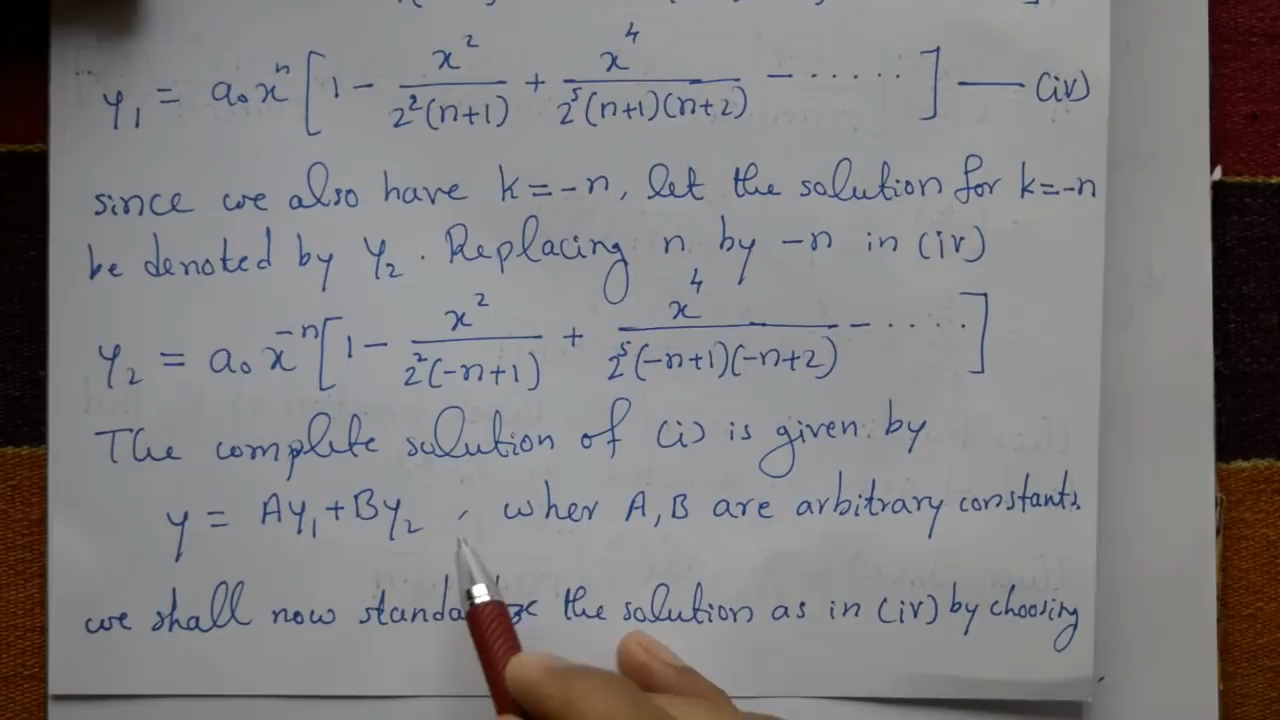 y₁ = a₀xⁿ [1 - x²/2²(n+1) + x⁴/2⁵(n+1)(n+2) - ......] — (iv)
since we also have k=-n, let the solution for k=-n
be denoted by y₂. Replacing n by -n in (iv)
y₂ = a₀x⁻ⁿ [1 - x²/2²(-n+1) + x⁴/2⁵(-n+1)(-n+2) - .....]
The complete solution of (i) is given by
y = Ay₁+By₂, wher A,B are arbitrary constants.
we shall now the solution as in (iv) by choosing